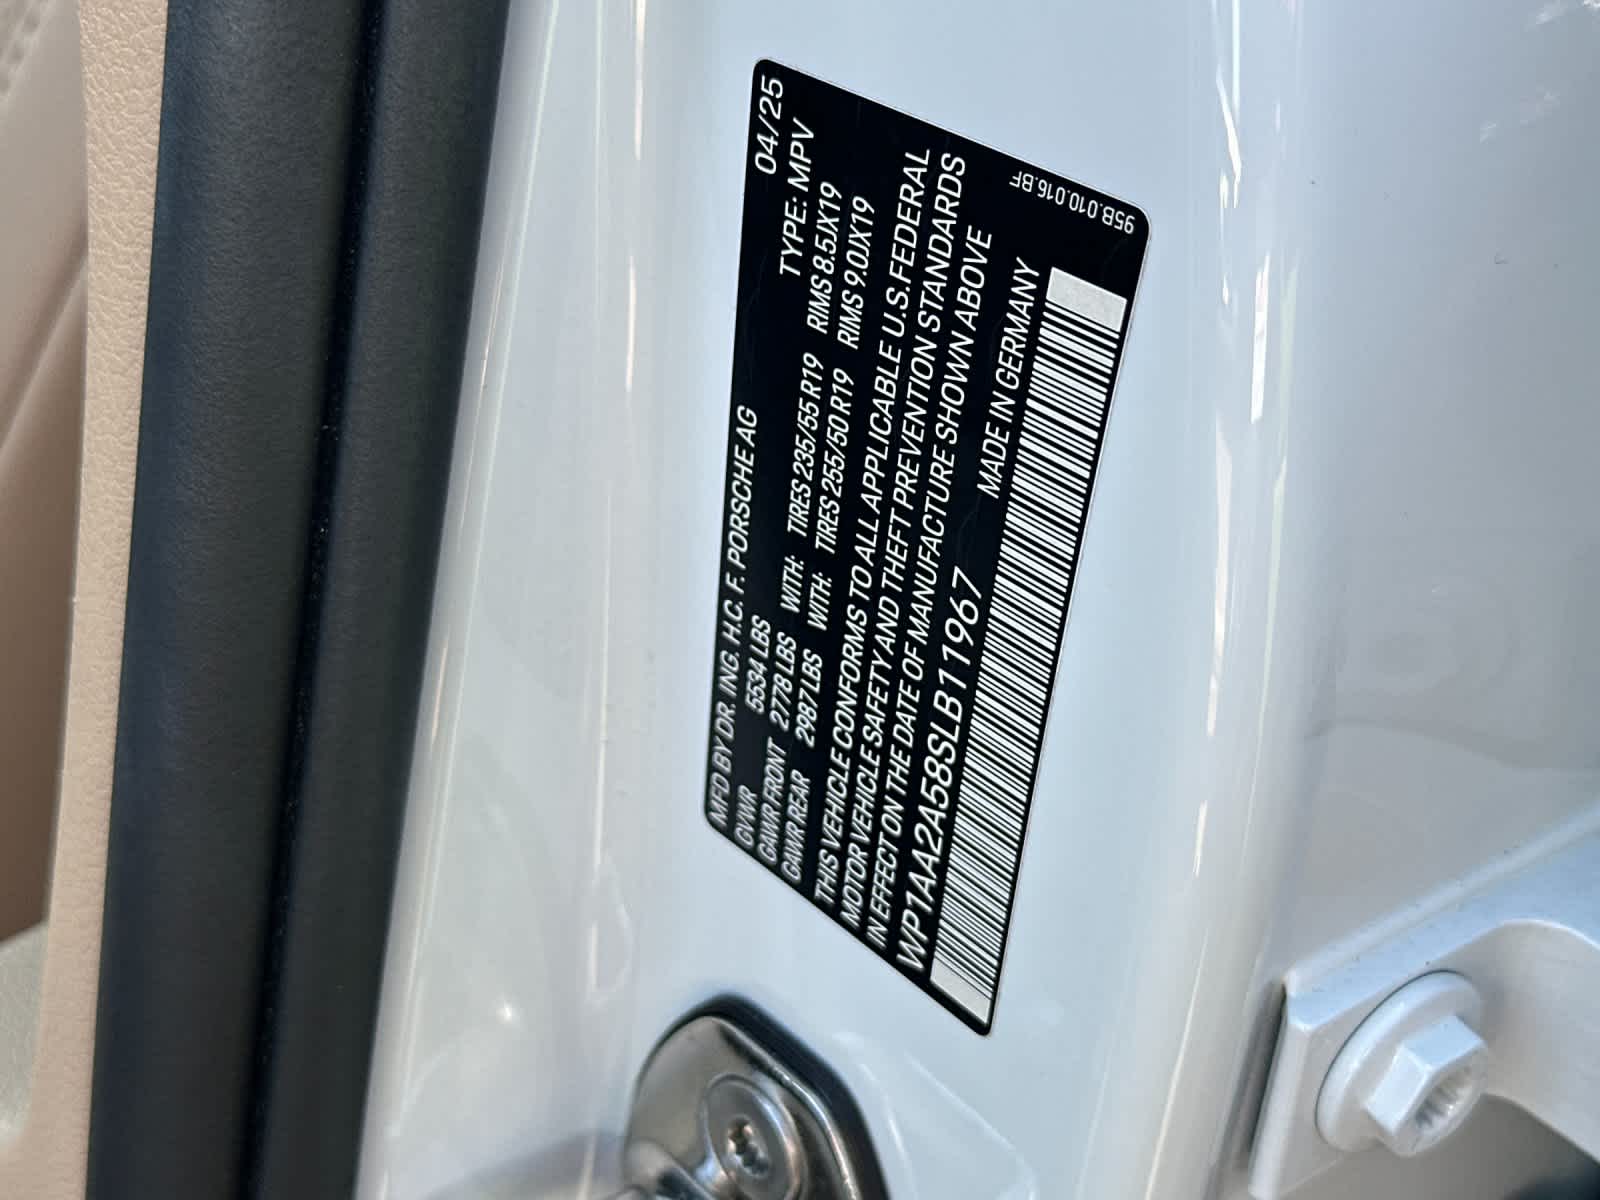 MFD BY DR. ING. H.C. F. PORSCHE AG 04/25
GVWR 5534 LBS TYPE: MPV
GAWR FRONT 2778 LBS WITH: TIRES 235/55 R19 RIMS 8.5JX19
GAWR REAR 2987 LBS WITH: TIRES 255/50 R19 RIMS 9.0JX19
THIS VEHICLE CONFORMS TO ALL APPLICABLE U.S. FEDERAL
MOTOR VEHICLE SAFETY AND THEFT PREVENTION STANDARDS
IN EFFECT ON THE DATE OF MANUFACTURE SHOWN ABOVE
WP1AA2A58SLB11967 MADE IN GERMANY
95B.010.016.BF